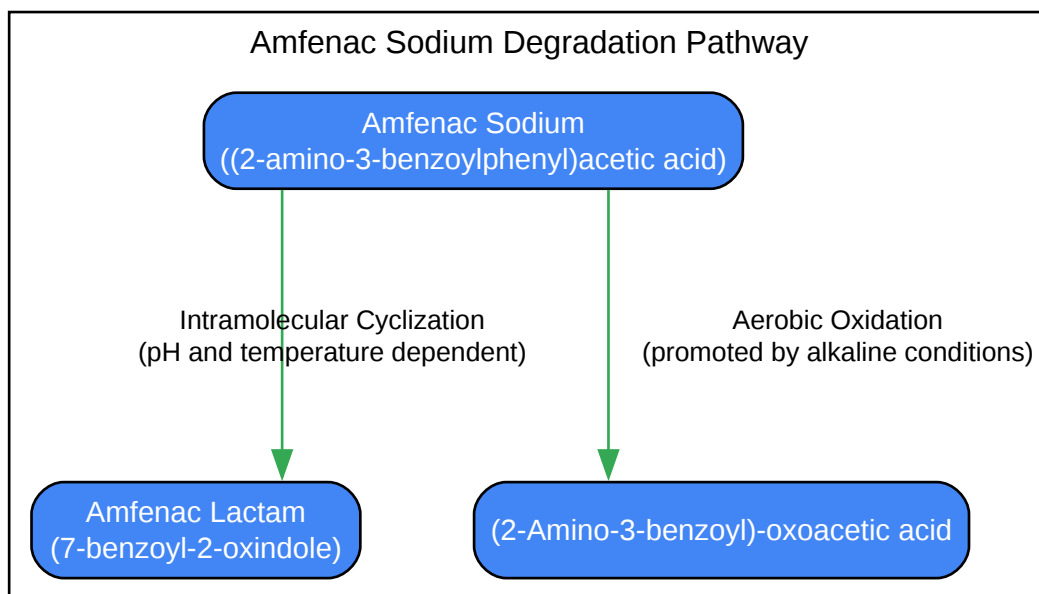 Amfenac Sodium Degradation Pathway
Amfenac Sodium
((2-amino-3-benzoylphenyl)acetic acid)
Intramolecular Cyclization
(pH and temperature dependent)
Aerobic Oxidation
(promoted by alkaline conditions)
Amfenac Lactam
(7-benzoyl-2-oxindole)
(2-Amino-3-benzoyl)-oxoacetic acid